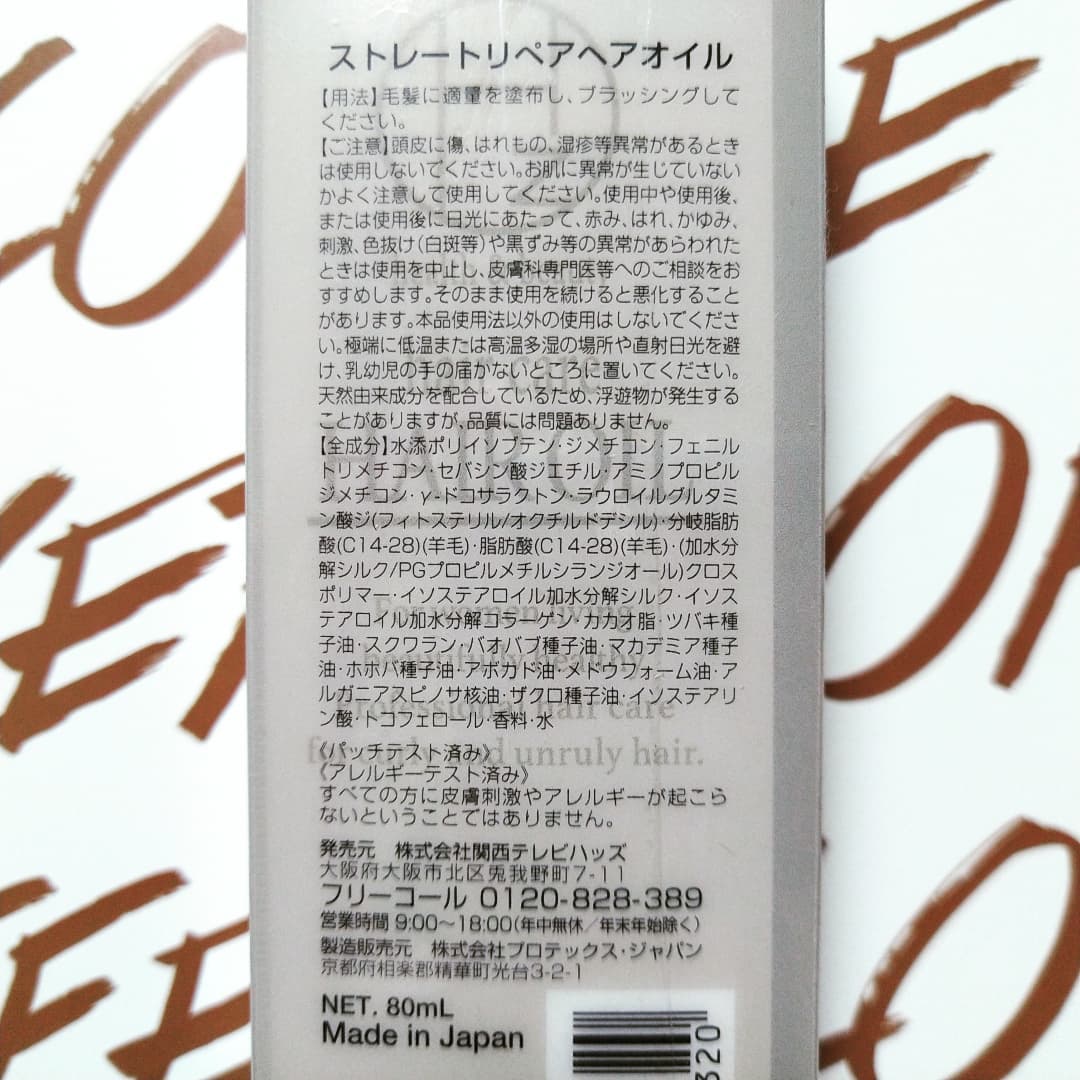 ストレートリペアヘアオイル
【用法】毛髪に適量を塗布し、ブラッシングして
ください。
【ご注意】頭皮に傷、はれもの、湿疹等異常があるとき
は使用しないでください。お肌に異常が生じていない
かよく注意して使用してください。使用中や使用後、
または使用後に日光にあたって、赤み、はれ、かゆみ、
刺激、色抜け(白斑等)や黒ずみ等の異常があらわれた
ときは使用を中止し、皮膚科専門医等へのご相談をお
すすめします。そのまま使用を続けると悪化すること
があります。本品使用法以外の使用はしないでくださ
い。極端に低温または高温多湿の場所や直射日光を避
け、乳幼児の手の届かないところに置いてください。
天然由来成分を配合しているため、浮遊物が発生する
ことがありますが、品質には問題ありません。
【全成分】水添ポリイソブテン・ジメチコン・フェニル
トリメチコン・セバシン酸ジエチル・アミノプロピル
ジメチコン・γ-ドコサラクトン・ラウロイルグルタミ
ン酸ジ(フィトステリル/オクチルドデシル)・分岐脂肪
酸(C14-28)(羊毛)・脂肪酸(C14-28)(羊毛)・(加水分
解シルク/PGプロピルメチルシランジオール)クロス
ポリマー・イソステアロイル加水分解シルク・イソス
テアロイル加水分解コラーゲン・カカオ脂・ツバキ種
子油・スクワラン・バオバブ種子油・マカデミア種子
油・ホホバ種子油・アボカド油・メドウフォーム油・ア
ルガニアスピノサ核油・ザクロ種子油・イソステアリ
ン酸・トコフェロール・香料・水
《パッチテスト済み》
《アレルギーテスト済み》
すべての方に皮膚刺激やアレルギーが起こら
ないということではありません。
発売元 株式会社関西テレビハッズ
大阪府大阪市北区兎我野町7-11
フリーコール 0120-828-389
営業時間 9:00～18:00(年中無休／年末年始除く)
製造販売元 株式会社プロテックス・ジャパン
京都府相楽郡精華町光台3-2-1
NET. 80mL
Made in Japan
320
hair care
HAIR OIL
For women living
beautifully healthy.
Professional hair care
for curly and unruly hair.